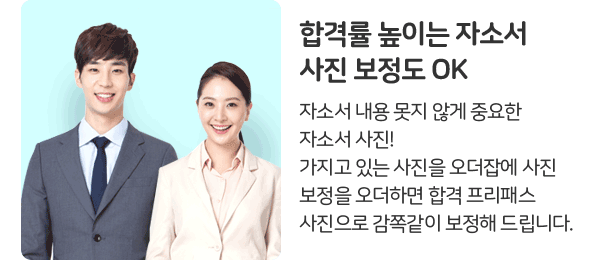 합격률 높이는 자소서
사진 보정도 OK
자소서 내용 못지 않게 중요한
자소서 사진!
가지고 있는 사진을 오더잡에 사진
보정을 오더하면 합격 프리패스
사진으로 감쪽같이 보정해 드립니다.